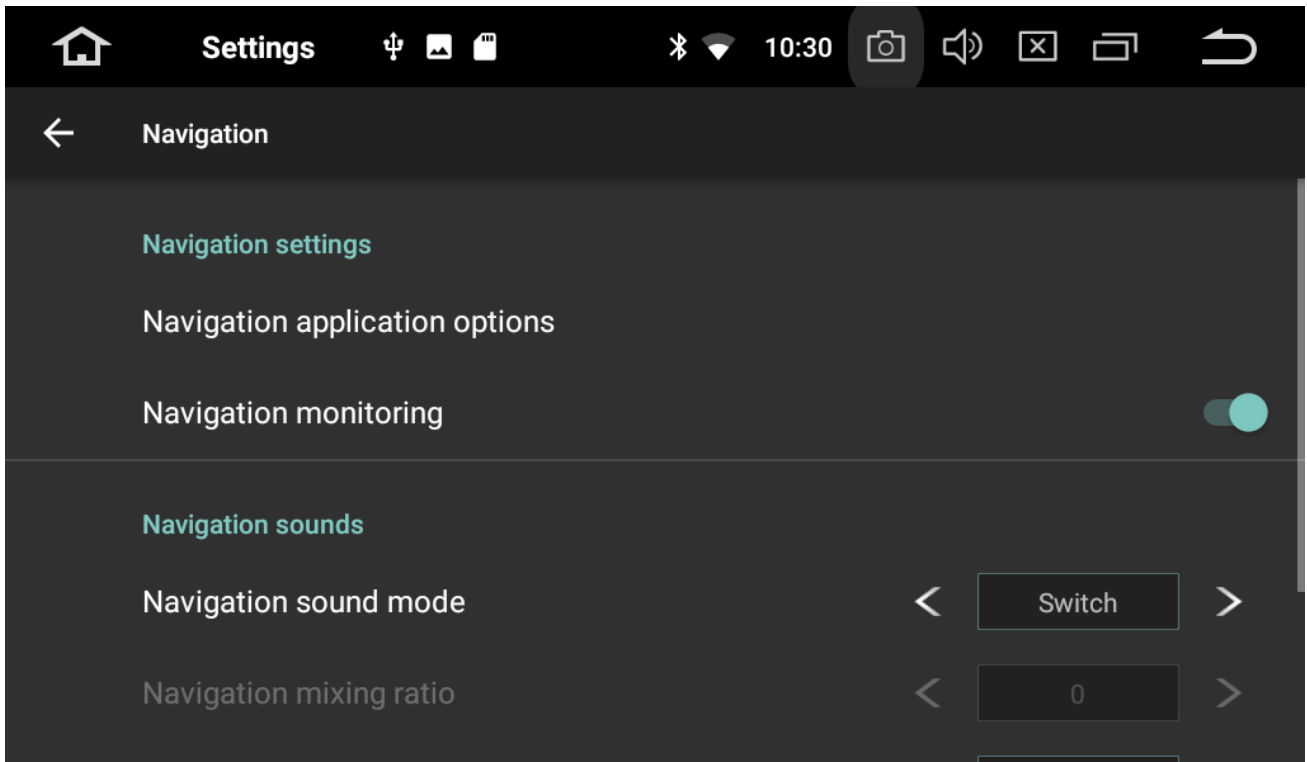 Settings 10:30
Navigation
Navigation settings
Navigation application options
Navigation monitoring
Navigation sounds
Navigation sound mode Switch
Navigation mixing ratio 0